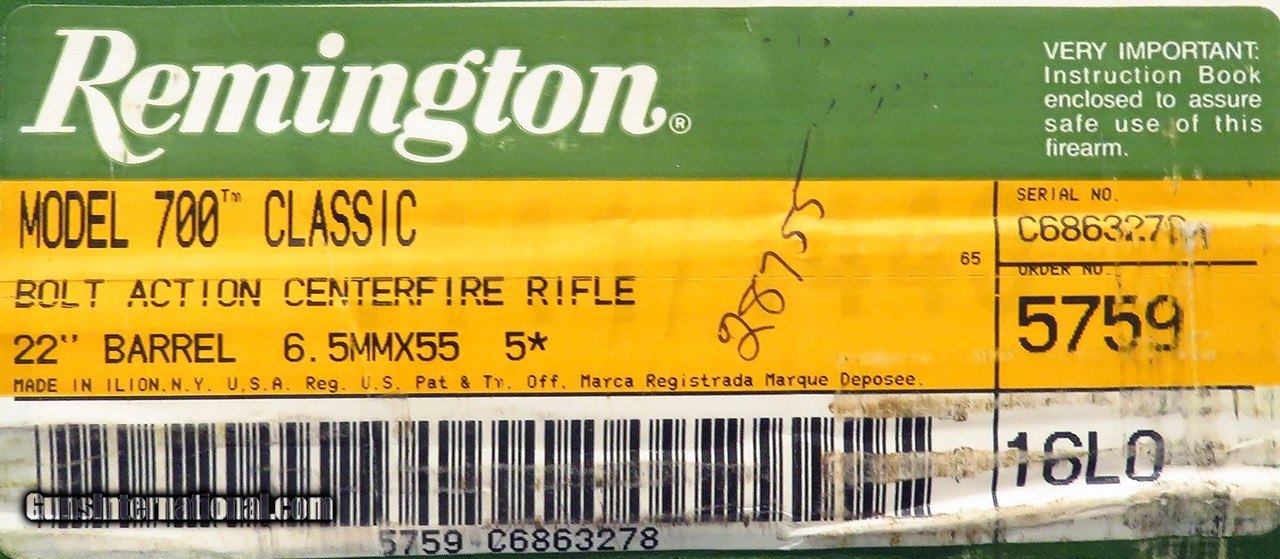 Remington®
VERY IMPORTANT:
Instruction Book
enclosed to assure
safe use of this
firearm.
MODEL 700™ CLASSIC
BOLT ACTION CENTERFIRE RIFLE
22" BARREL 6.5MMX55 5*
MADE IN ILION, N.Y. U.S.A. Reg. U.S. Pat & Tr. Off. Marca Registrada Marque Deposee.
28755
65
SERIAL NO.
C6863278
ORDER NO.
5759
16L0
5759 C6863278
GunsInternational.com